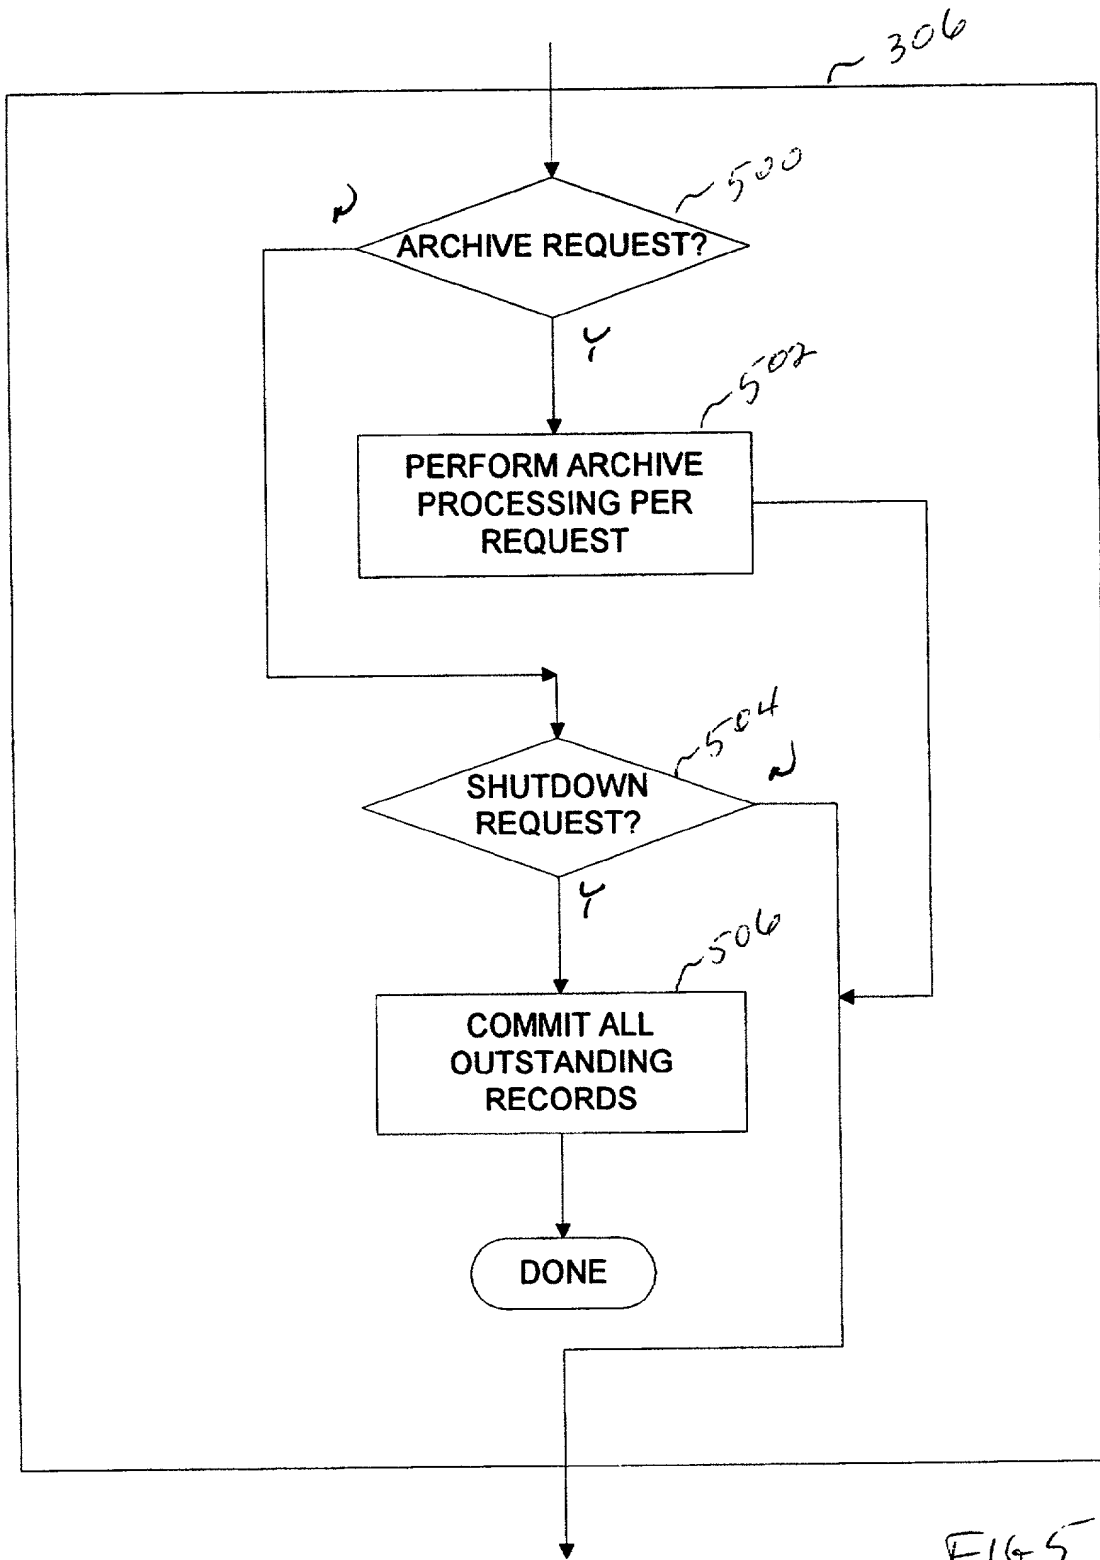 306
500
N
ARCHIVE REQUEST?
Y
502
PERFORM ARCHIVE
PROCESSING PER
REQUEST
504
N
SHUTDOWN
REQUEST?
Y
506
COMMIT ALL
OUTSTANDING
RECORDS
DONE
FIG 5